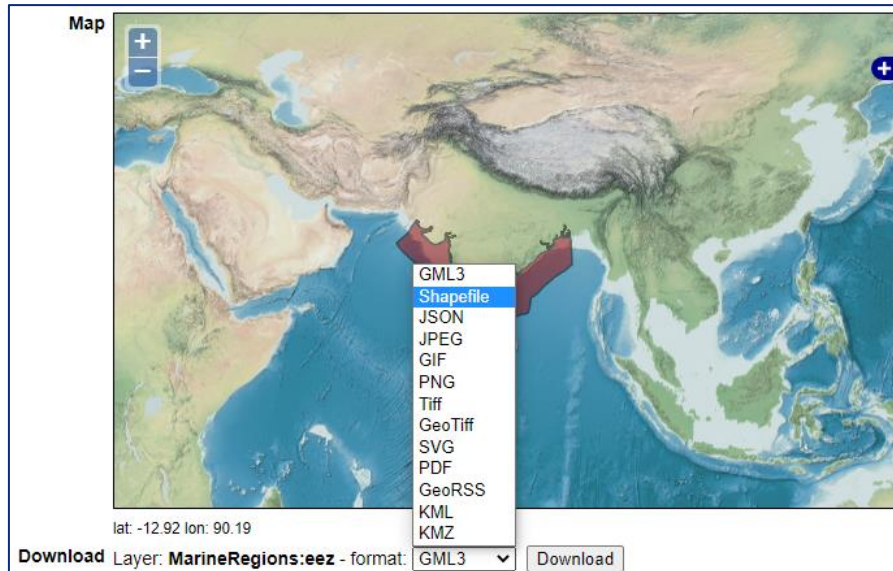 Map
+
−
+
GML3
Shapefile
JSON
JPEG
GIF
PNG
Tiff
GeoTiff
SVG
PDF
GeoRSS
KML
KMZ
lat: -12.92 lon: 90.19
Download Layer: MarineRegions:eez - format: GML3 Download